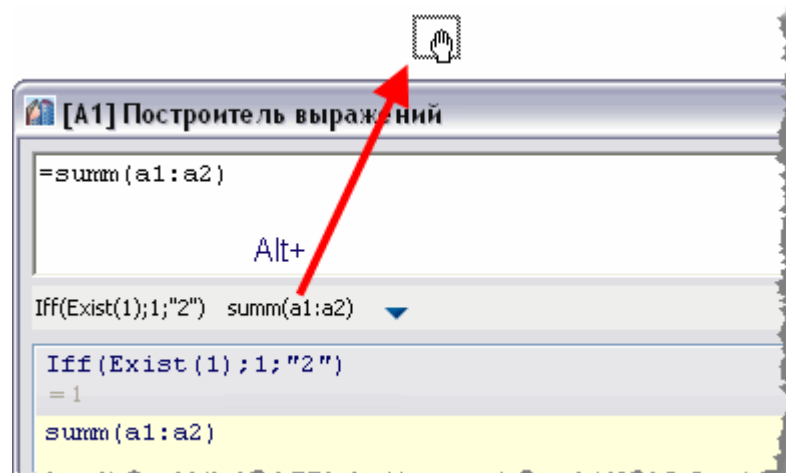 [A1] Построитель выражений
=summ(a1:a2)
Alt+
Iff(Exist(1);1;"2") summ(a1:a2)
Iff(Exist(1);1;"2")
= 1
summ(a1:a2)